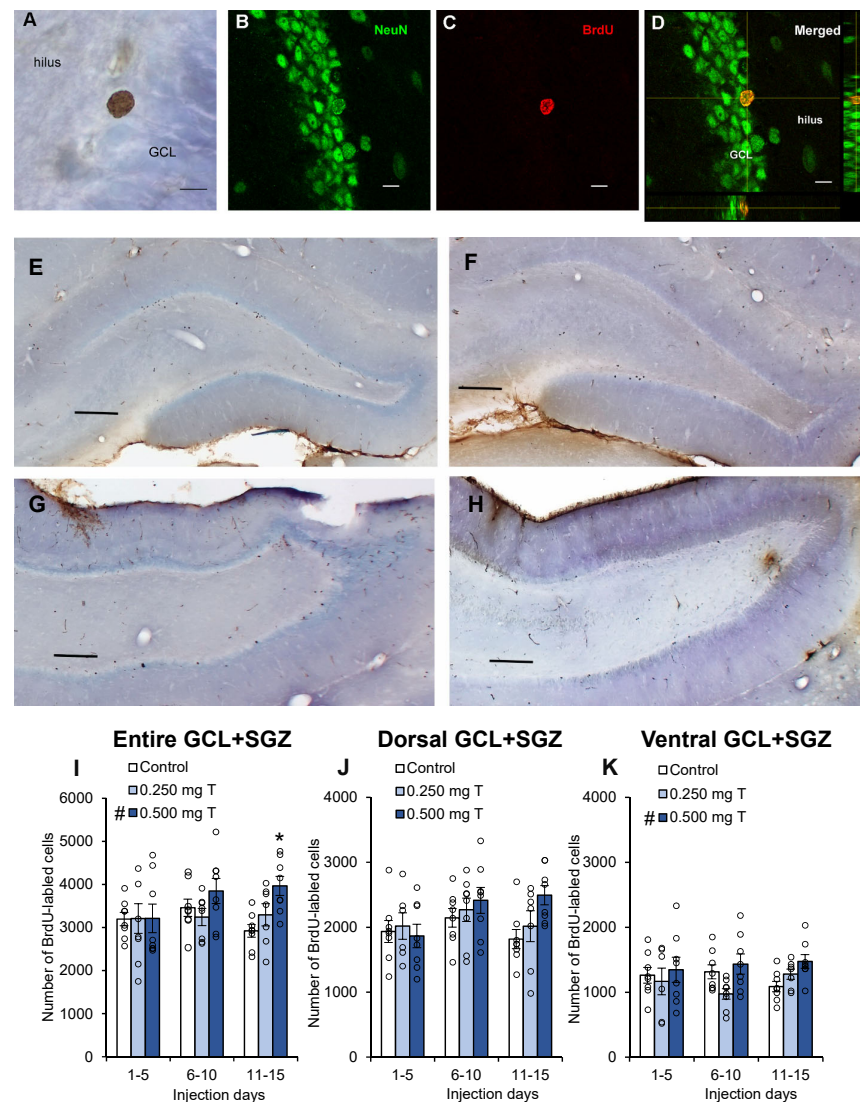 A
hilus
GCL
B
NeuN
C
BrdU
D
Merged
hilus
GCL
E
F
G
H
Entire GCL+SGZ
I
Control
0.250 mg T
# 0.500 mg T
Number of BrdU-labled cells
6000
5000
4000
3000
2000
1000
0
*
1-5
6-10
11-15
Injection days
Dorsal GCL+SGZ
J
Control
0.250 mg T
0.500 mg T
Number of BrdU-labled cells
4000
3000
2000
1000
0
1-5
6-10
11-15
Injection days
Ventral GCL+SGZ
K
Control
0.250 mg T
# 0.500 mg T
Number of BrdU-labled cells
4000
3000
2000
1000
0
1-5
6-10
11-15
Injection days